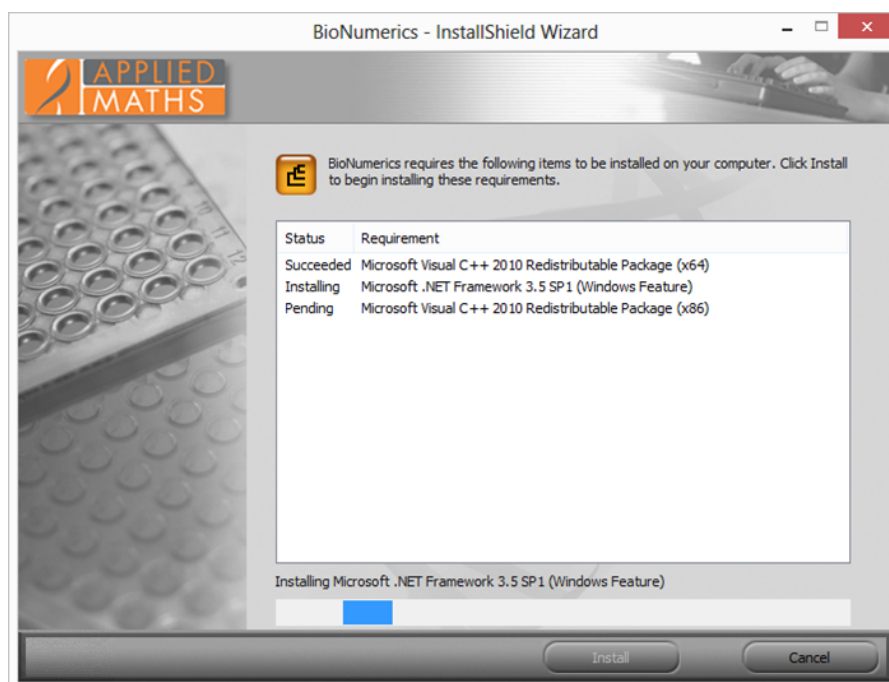 BioNumerics - InstallShield Wizard
APPLIED
MATHS
BioNumerics requires the following items to be installed on your computer. Click Install
to begin installing these requirements.
Status Requirement
Succeeded Microsoft Visual C++ 2010 Redistributable Package (x64)
Installing Microsoft .NET Framework 3.5 SP1 (Windows Feature)
Pending Microsoft Visual C++ 2010 Redistributable Package (x86)
10 11 12
Installing Microsoft .NET Framework 3.5 SP1 (Windows Feature)
Install Cancel